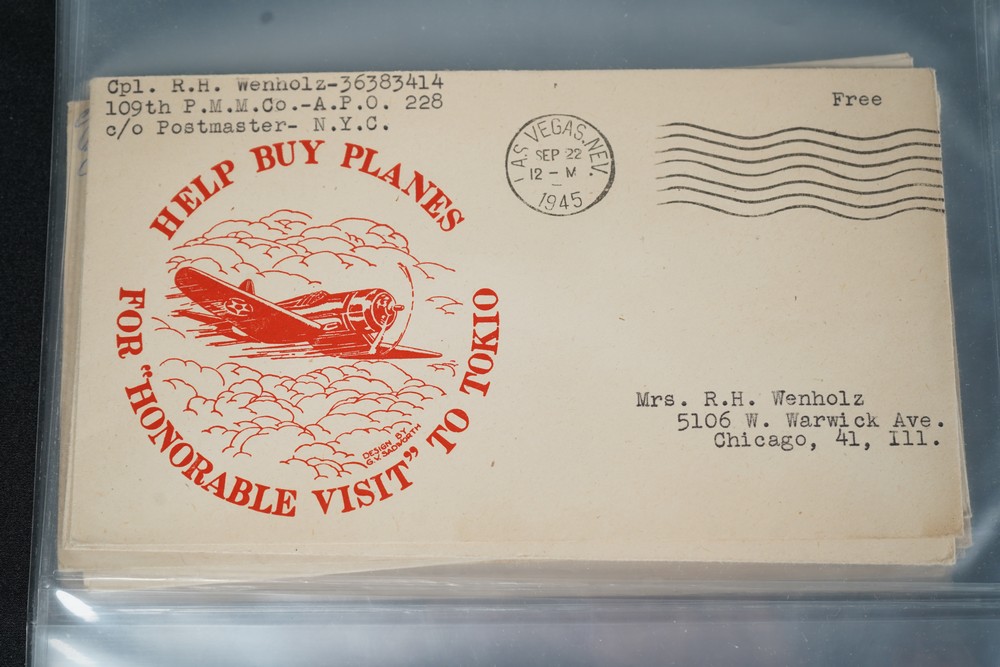 Cpl. R.H. Wenholz-36383414
109th P.M.M.Co.-A.P.O. 228
c/o Postmaster- N.Y.C.
Free
LAS VEGAS, NEV.
SEP 22
12 - M
1945
HELP BUY PLANES
FOR "HONORABLE VISIT" TO TOKIO
DESIGN BY
G.V. SADWORTH
Mrs. R.H. Wenholz
5106 W. Warwick Ave.
Chicago, 41, Ill.